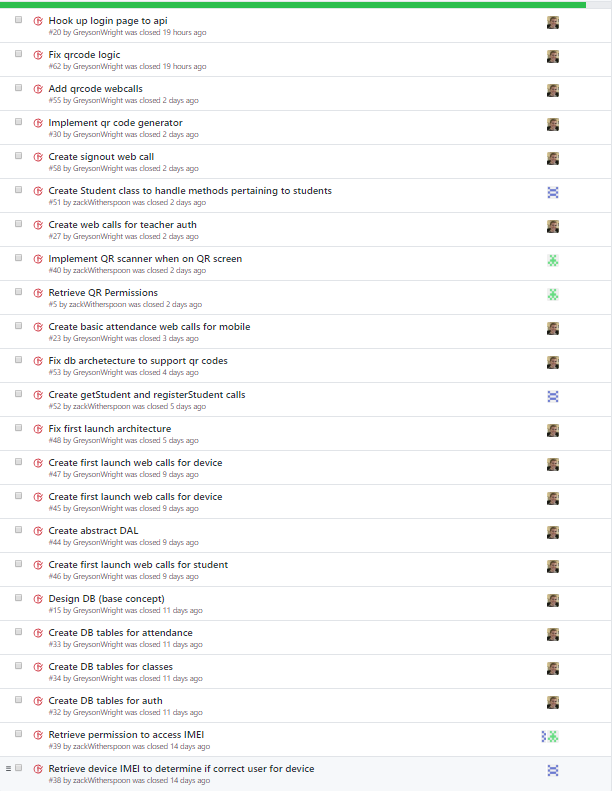 Hook up login page to api
#20 by GreysonWright was closed 19 hours ago
Fix qrcode logic
#62 by GreysonWright was closed 19 hours ago
Add qrcode webcalls
#55 by GreysonWright was closed 2 days ago
Implement qr code generator
#30 by GreysonWright was closed 2 days ago
Create signout web call
#58 by GreysonWright was closed 2 days ago
Create Student class to handle methods pertaining to students
#51 by zackWitherspoon was closed 2 days ago
Create web calls for teacher auth
#27 by GreysonWright was closed 2 days ago
Implement QR scanner when on QR screen
#40 by zackWitherspoon was closed 2 days ago
Retrieve QR Permissions
#5 by zackWitherspoon was closed 2 days ago
Create basic attendance web calls for mobile
#23 by GreysonWright was closed 3 days ago
Fix db archetecture to support qr codes
#53 by GreysonWright was closed 4 days ago
Create getStudent and registerStudent calls
#52 by zackWitherspoon was closed 5 days ago
Fix first launch architecture
#48 by GreysonWright was closed 5 days ago
Create first launch web calls for device
#47 by GreysonWright was closed 9 days ago
Create first launch web calls for device
#45 by GreysonWright was closed 9 days ago
Create abstract DAL
#44 by GreysonWright was closed 9 days ago
Create first launch web calls for student
#46 by GreysonWright was closed 9 days ago
Design DB (base concept)
#15 by GreysonWright was closed 11 days ago
Create DB tables for attendance
#33 by GreysonWright was closed 11 days ago
Create DB tables for classes
#34 by GreysonWright was closed 11 days ago
Create DB tables for auth
#32 by GreysonWright was closed 11 days ago
Retrieve permission to access IMEI
#39 by zackWitherspoon was closed 14 days ago
Retrieve device IMEI to determine if correct user for device
#38 by zackWitherspoon was closed 14 days ago